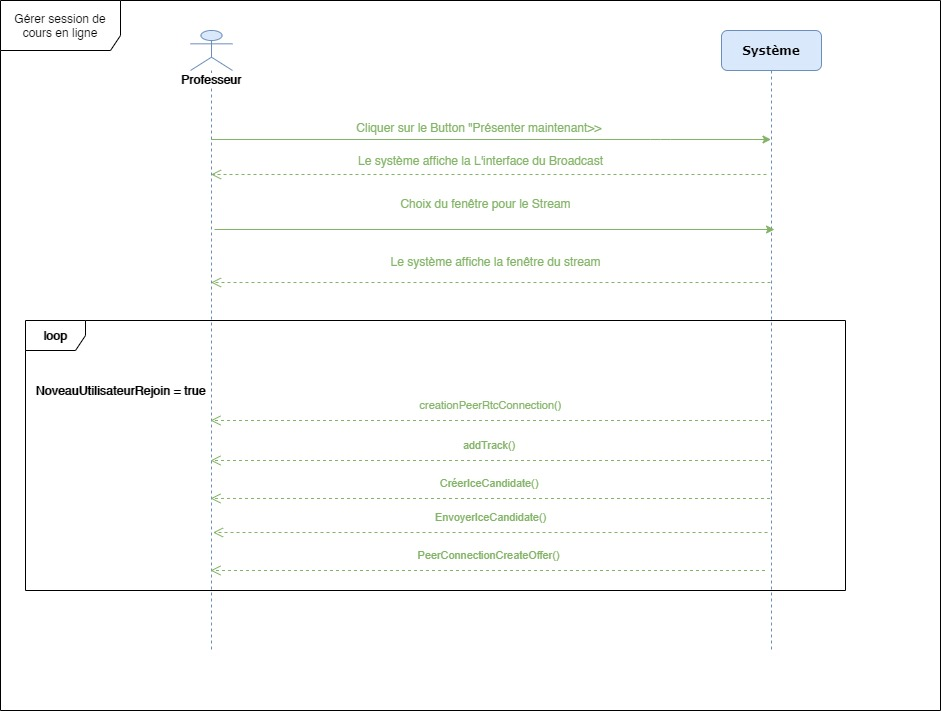 Gérer session de
cours en ligne
Professeur
Système
Cliquer sur le Button "Présenter maintenant>>
Le système affiche la L'interface du Broadcast
Choix du fenêtre pour le Stream
Le système affiche la fenêtre du stream
loop
NoveauUtilisateurRejoin = true
creationPeerRtcConnection()
addTrack()
CréerIceCandidate()
EnvoyerIceCandidate()
PeerConnectionCreateOffer()